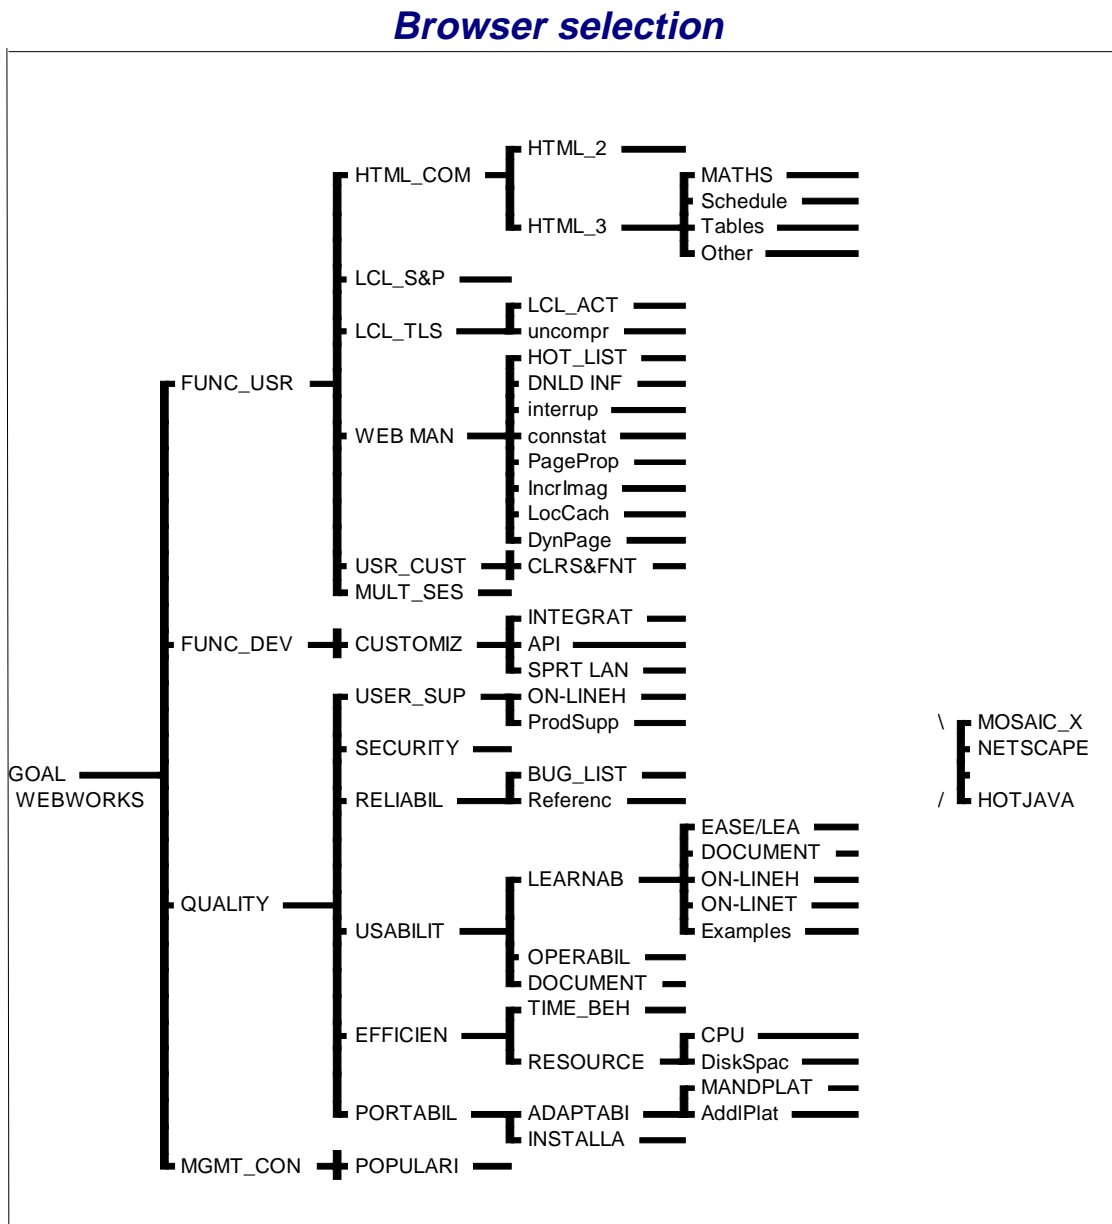 Browser selection
HTML_2
HTML_COM
MATHS
Schedule
HTML_3
Tables
Other
LCL_S&P
LCL_ACT
LCL_TLS
uncompr
HOT_LIST
FUNC_USR
DNLD INF
interrup
WEB MAN
connstat
PageProp
IncrImag
LocCach
DynPage
USR_CUST
CLRS&FNT
MULT_SES
INTEGRAT
FUNC_DEV
CUSTOMIZ
API
SPRT LAN
USER_SUP
ON-LINEH
ProdSupp
\ MOSAIC_X
SECURITY
NETSCAPE
GOAL
BUG_LIST
WEBWORKS
RELIABIL
Referenc
/ HOTJAVA
EASE/LEA
DOCUMENT
LEARNAB
ON-LINEH
QUALITY
ON-LINET
USABILIT
Examples
OPERABIL
DOCUMENT
TIME_BEH
EFFICIEN
CPU
RESOURCE
DiskSpac
MANDPLAT
PORTABIL
ADAPTABI
AddlPlat
INSTALLA
MGMT_CON
POPULARI